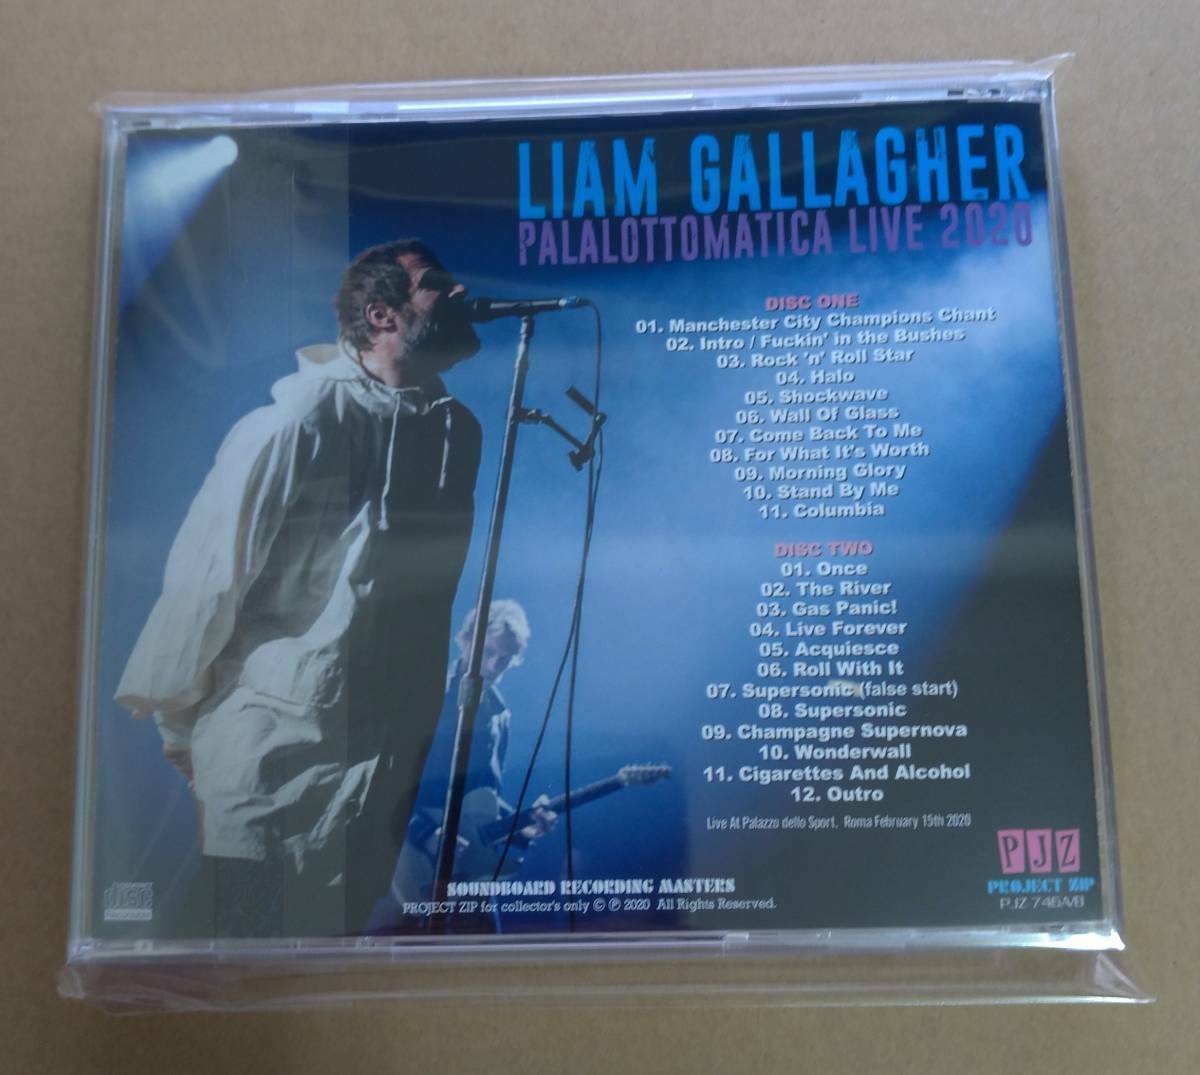 LIAM GALLAGHER
PALALOTTOMATICA LIVE 2020
DISC ONE
01. Manchester City Champions Chant
02. Intro / Fuckin' in the Bushes
03. Rock 'n' Roll Star
04. Halo
05. Shockwave
06. Wall Of Glass
07. Come Back To Me
08. For What It's Worth
09. Morning Glory
10. Stand By Me
11. Columbia
DISC TWO
01. Once
02. The River
03. Gas Panic!
04. Live Forever
05. Acquiesce
06. Roll With It
07. Supersonic (false start)
08. Supersonic
09. Champagne Supernova
10. Wonderwall
11. Cigarettes And Alcohol
12. Outro
Live At Palazzo dello Sport, Roma February 15th 2020
PJZ
PROJECT ZIP
PJZ 746A/B
SOUNDBOARD RECORDING MASTERS
PROJECT ZIP for collector's only © ℗ 2020 All Rights Reserved.
disc